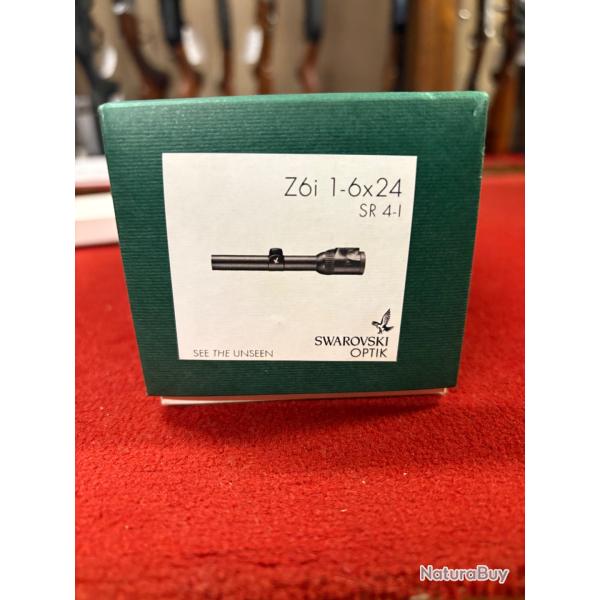 Z6i 1-6x24
SR 4-I
SEE THE UNSEEN
SWAROVSKI
OPTIK
NaturaBuy